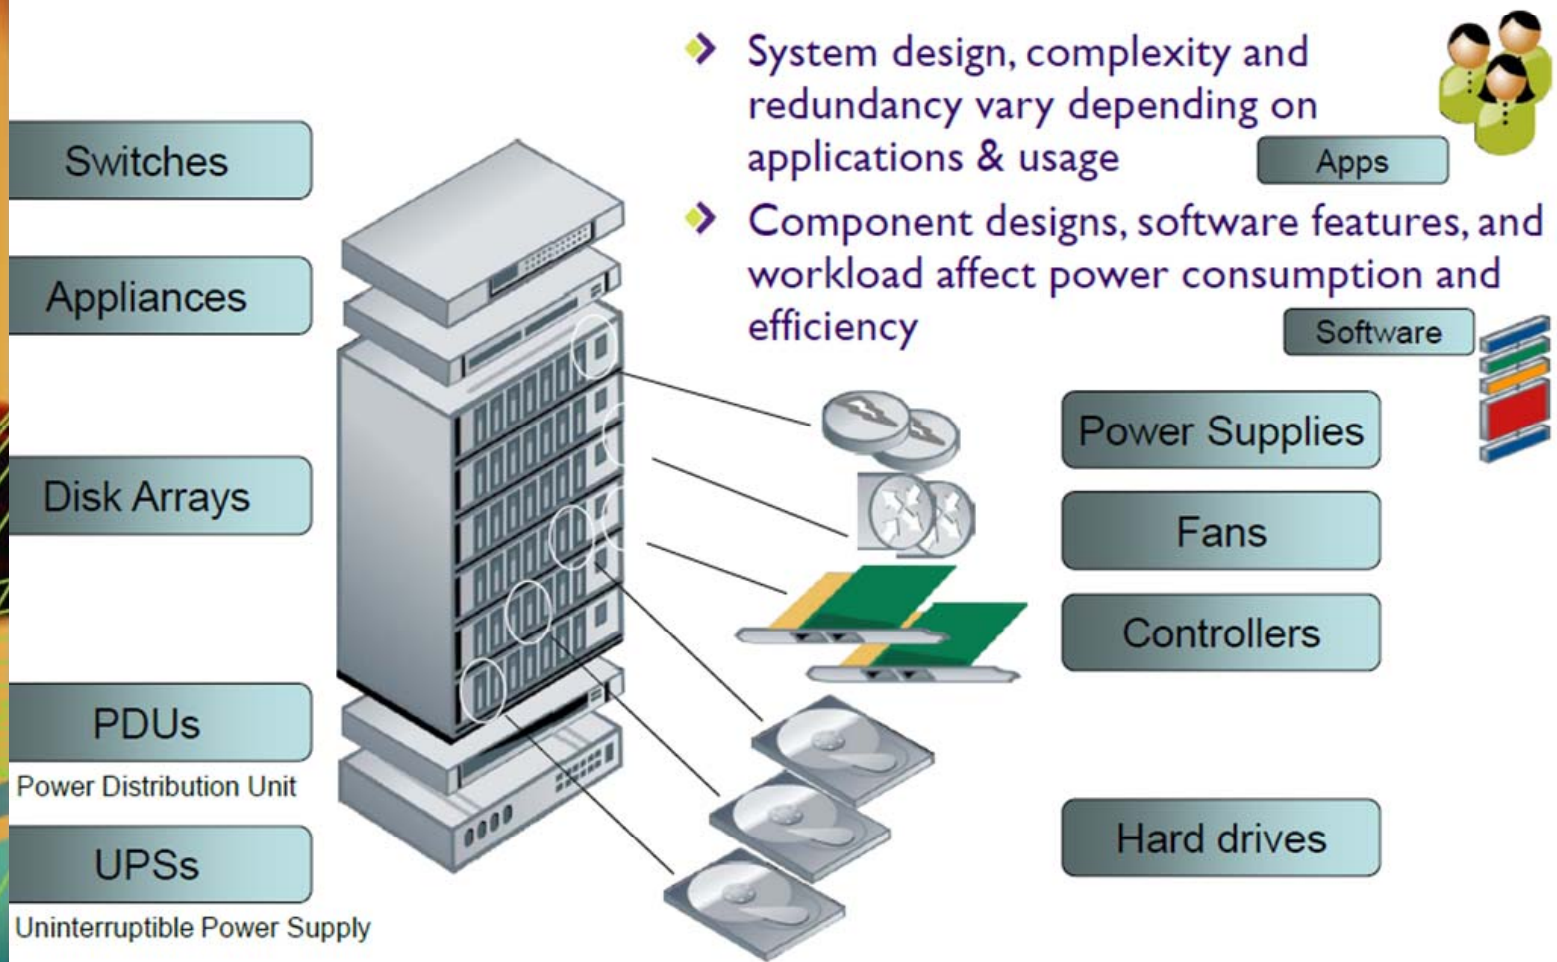 System design, complexity and
redundancy vary depending on
applications & usage
Apps
Component designs, software features, and
workload affect power consumption and
efficiency
Software
Switches
Appliances
Disk Arrays
PDUs
Power Distribution Unit
UPSs
Uninterruptible Power Supply
Power Supplies
Fans
Controllers
Hard drives